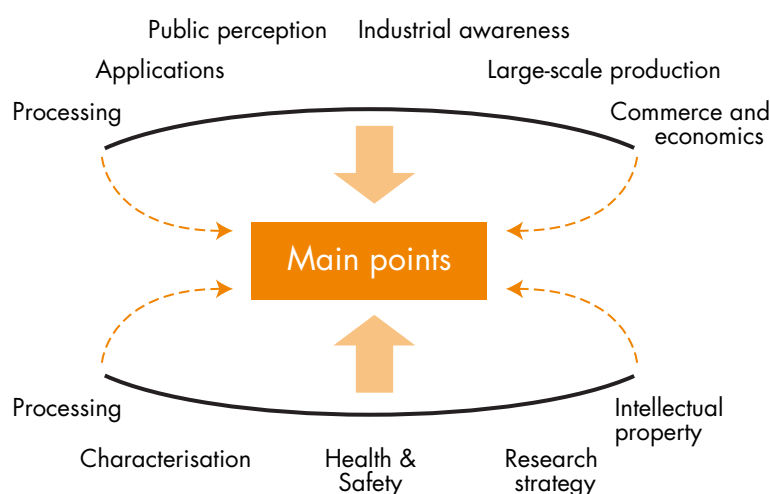 Public perception
Industrial awareness
Applications
Large-scale production
Processing
Commerce and
economics
Main points
Processing
Intellectual
property
Characterisation
Health &
Safety
Research
strategy